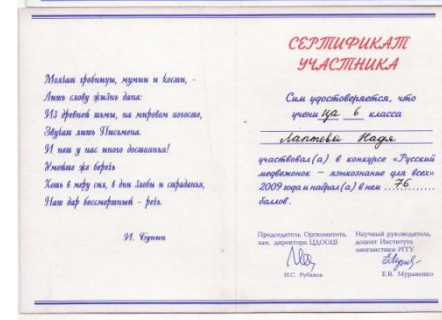 Молчат гробницы, мумии и кости, -
Лишь слову жизнь дана:
Из древней тьмы, на мировом погосте,
Звучат лишь Письмена.
И нет у нас иного достоянья!
Умейте же беречь
Хоть в меру сил, в дни злобы и страданья,
Наш дар бессмертный - речь.
И. Бунин
СЕРТИФИКАТ
УЧАСТНИКА
Сим удостоверяется, что
учени ца 6 класса
Лаптева Надя
участвовал(а) в конкурсе «Русский
медвежонок – языкознание для всех»
2009 года и набрал(а) в нем 76
баллов.
Председатель Оргкомитета,
зам. директора ЦДООШ
И.С. Рубанов
Научный руководитель,
доцент Института
лингвистики РГГУ
Е.В. Муравенко